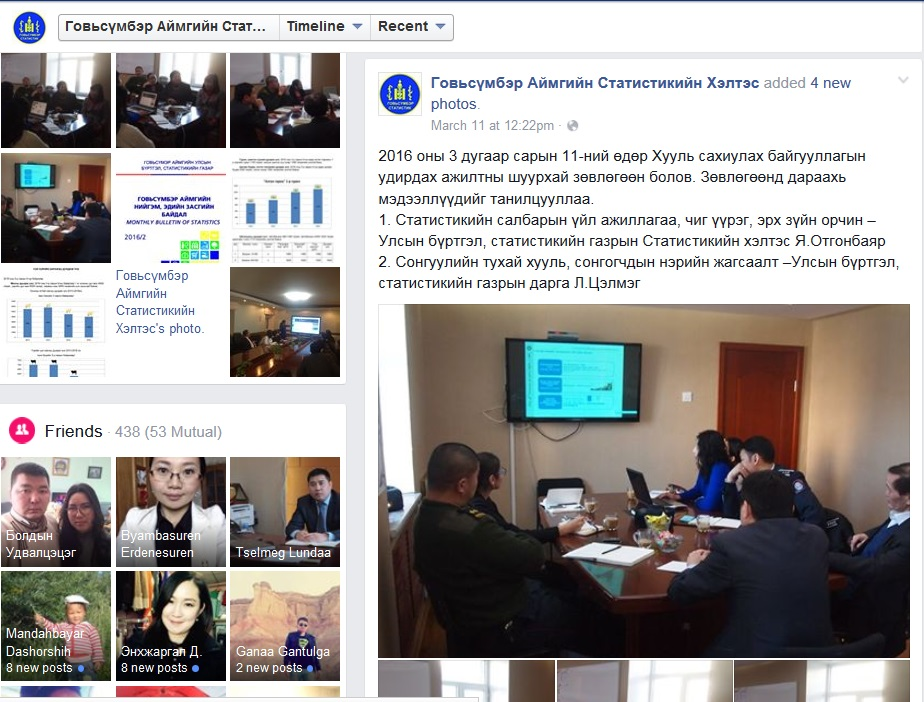 Говьсүмбэр Аймгийн Стат...
Timeline
Recent
ГОВЬСҮМБЭР АЙМГИЙН УЛСЫН
БҮРТГЭЛ, СТАТИСТИКИЙН ГАЗАР
ГОВЬСҮМБЭР АЙМГИЙН
НИЙГЭМ, ЭДИЙН ЗАСГИЙН
БАЙДАЛ
MONTHLY BULLETIN OF STATISTICS
2016/2
Говьсүмбэр
Аймгийн
Статистикийн
Хэлтэс's photo.
Friends · 438 (53 Mutual)
Болдын
Удвалцэцэг
Byambasuren
Erdenesuren
Tselmeg Lundaa
Mandahbayar
Dashorshih
8 new posts
Энхжаргал Д.
8 new posts
Ganaa Gantulga
2 new posts
Говьсүмбэр Аймгийн Статистикийн Хэлтэс added 4 new
photos.
March 11 at 12:22pm ·
2016 оны 3 дугаар сарын 11-ний өдөр Хууль сахиулах байгууллагын
удирдах ажилтны шуурхай зөвлөгөөн болов. Зөвлөгөөнд дараахь
мэдээллүүдийг танилцууллаа.
1. Статистикийн салбарын үйл ажиллагаа, чиг үүрэг, эрх зүйн орчин –
Улсын бүртгэл, статистикийн газрын Статистикийн хэлтэс Я.Отгонбаяр
2. Сонгуулийн тухай хууль, сонгогчдын нэрийн жагсаалт –Улсын бүртгэл,
статистикийн газрын дарга Л.Цэлмэг